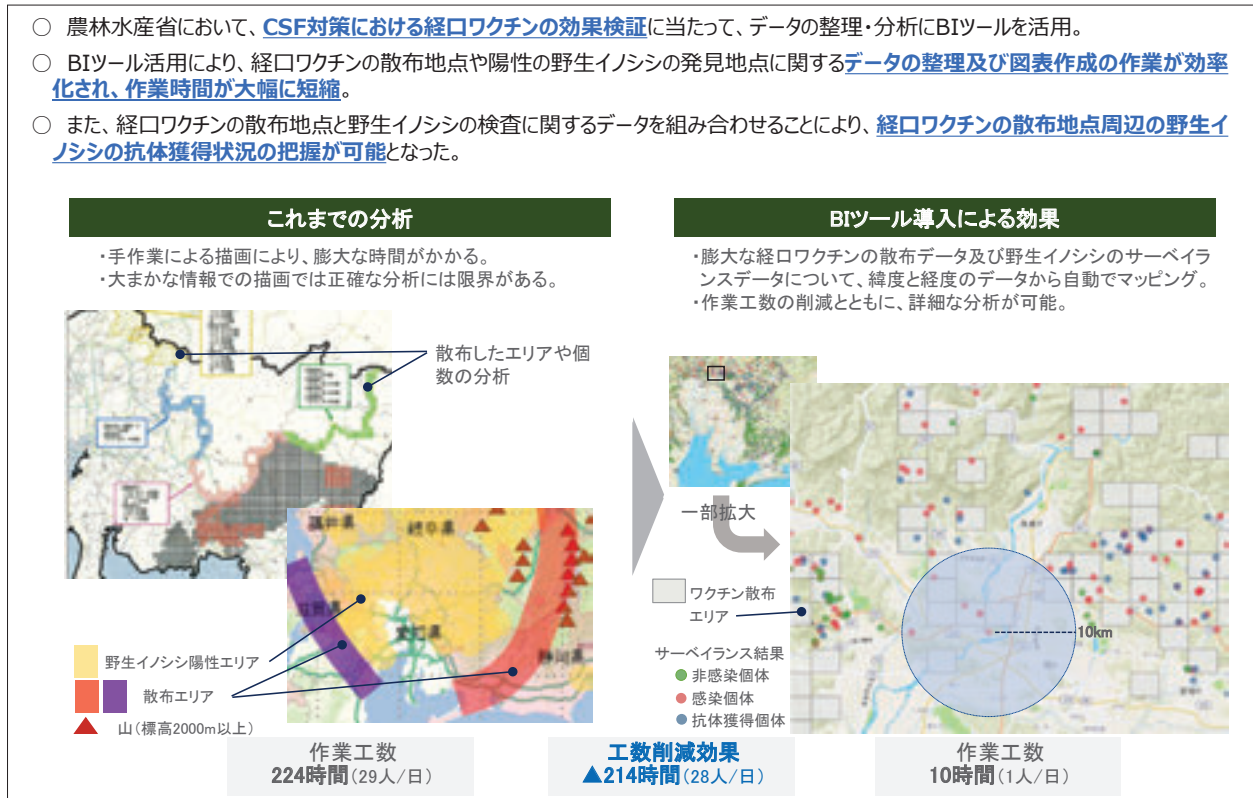 ○ 農林水産省において、CSF対策における経口ワクチンの効果検証に当たって、データの整理・分析にBIツールを活用。
○ BIツール活用により、経口ワクチンの散布地点や陽性の野生イノシシの発見地点に関するデータの整理及び図表作成の作業が効率
化され、作業時間が大幅に短縮。
○ また、経口ワクチンの散布地点と野生イノシシの検査に関するデータを組み合わせることにより、経口ワクチンの散布地点周辺の野生イ
ノシシの抗体獲得状況の把握が可能となった。
これまでの分析
・手作業による描画により、膨大な時間がかかる。
・大まかな情報での描画では正確な分析には限界がある。
散布したエリアや個
数の分析
福井県
岐阜県
滋賀県
愛知県
静岡県
野生イノシシ陽性エリア
散布エリア
山(標高2000m以上)
BIツール導入による効果
・膨大な経口ワクチンの散布データ及び野生イノシシのサーベイラ
ンスデータについて、緯度と経度のデータから自動でマッピング。
・作業工数の削減とともに、詳細な分析が可能。
一部拡大
ワクチン散布
エリア
10km
サーベイランス結果
非感染個体
感染個体
抗体獲得個体
作業工数
224時間(29人/日)
工数削減効果
▲214時間(28人/日)
作業工数
10時間(1人/日)